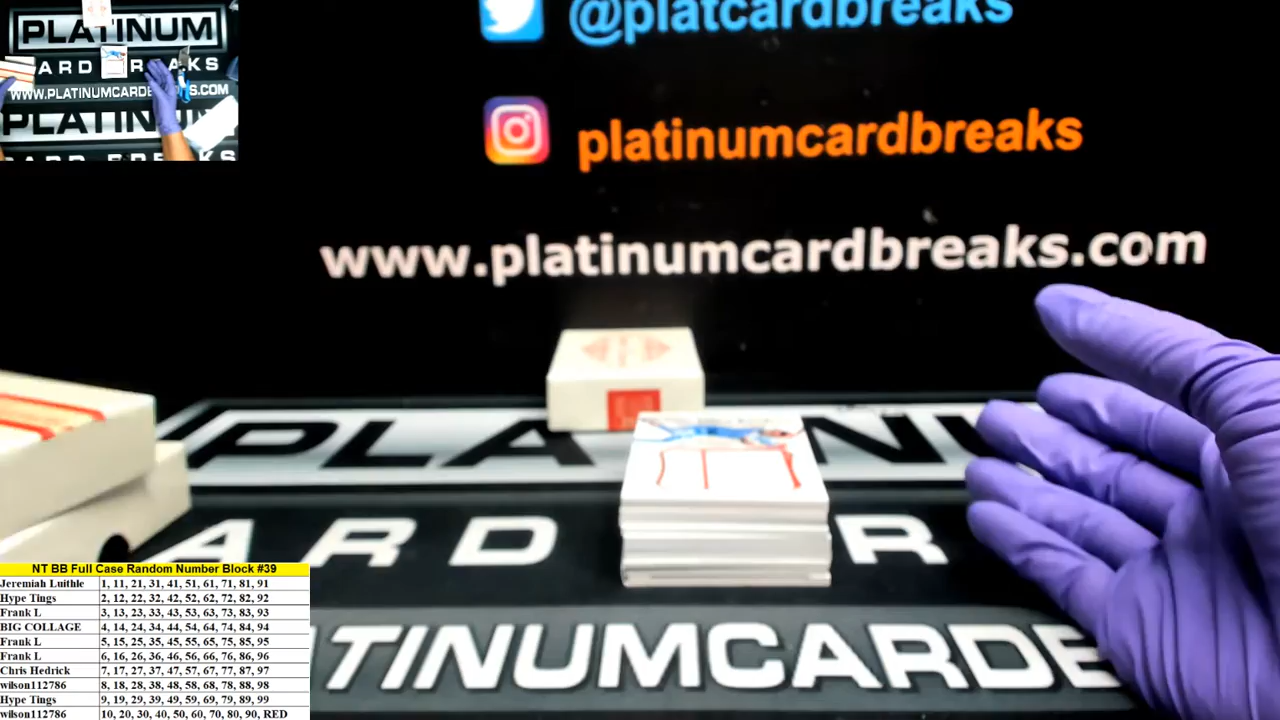 PLATINUM
ARD BREAKS
WWW.PLATINUMCARDB
S.COM
PLATINUM
CARD BREAKS
@platcardbreaks
platinumcardbreaks
www.platinumcardbreaks.com
PLA
NU
ARD
R
TINUMCARDE
NT BB Full Case Random Number Block #39
Jeremiah Luithle 1, 11, 21, 31, 41, 51, 61, 71, 81, 91
Hype Tings 2, 12, 22, 32, 42, 52, 62, 72, 82, 92
Frank L 3, 13, 23, 33, 43, 53, 63, 73, 83, 93
BIG COLLAGE 4, 14, 24, 34, 44, 54, 64, 74, 84, 94
Frank L 5, 15, 25, 35, 45, 55, 65, 75, 85, 95
Frank L 6, 16, 26, 36, 46, 56, 66, 76, 86, 96
Chris Hedrick 7, 17, 27, 37, 47, 57, 67, 77, 87, 97
wilson112786 8, 18, 28, 38, 48, 58, 68, 78, 88, 98
Hype Tings 9, 19, 29, 39, 49, 59, 69, 79, 89, 99
wilson112786 10, 20, 30, 40, 50, 60, 70, 80, 90, RED